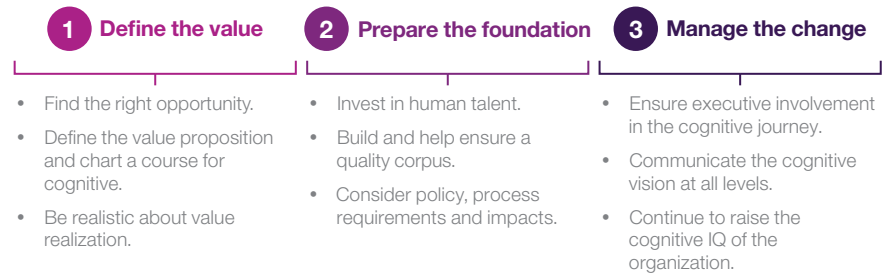 1 Define the value
• Find the right opportunity.
• Define the value proposition
and chart a course for
cognitive.
• Be realistic about value
realization.
2 Prepare the foundation
• Invest in human talent.
• Build and help ensure a
quality corpus.
• Consider policy, process
requirements and impacts.
3 Manage the change
• Ensure executive involvement
in the cognitive journey.
• Communicate the cognitive
vision at all levels.
• Continue to raise the
cognitive IQ of the
organization.